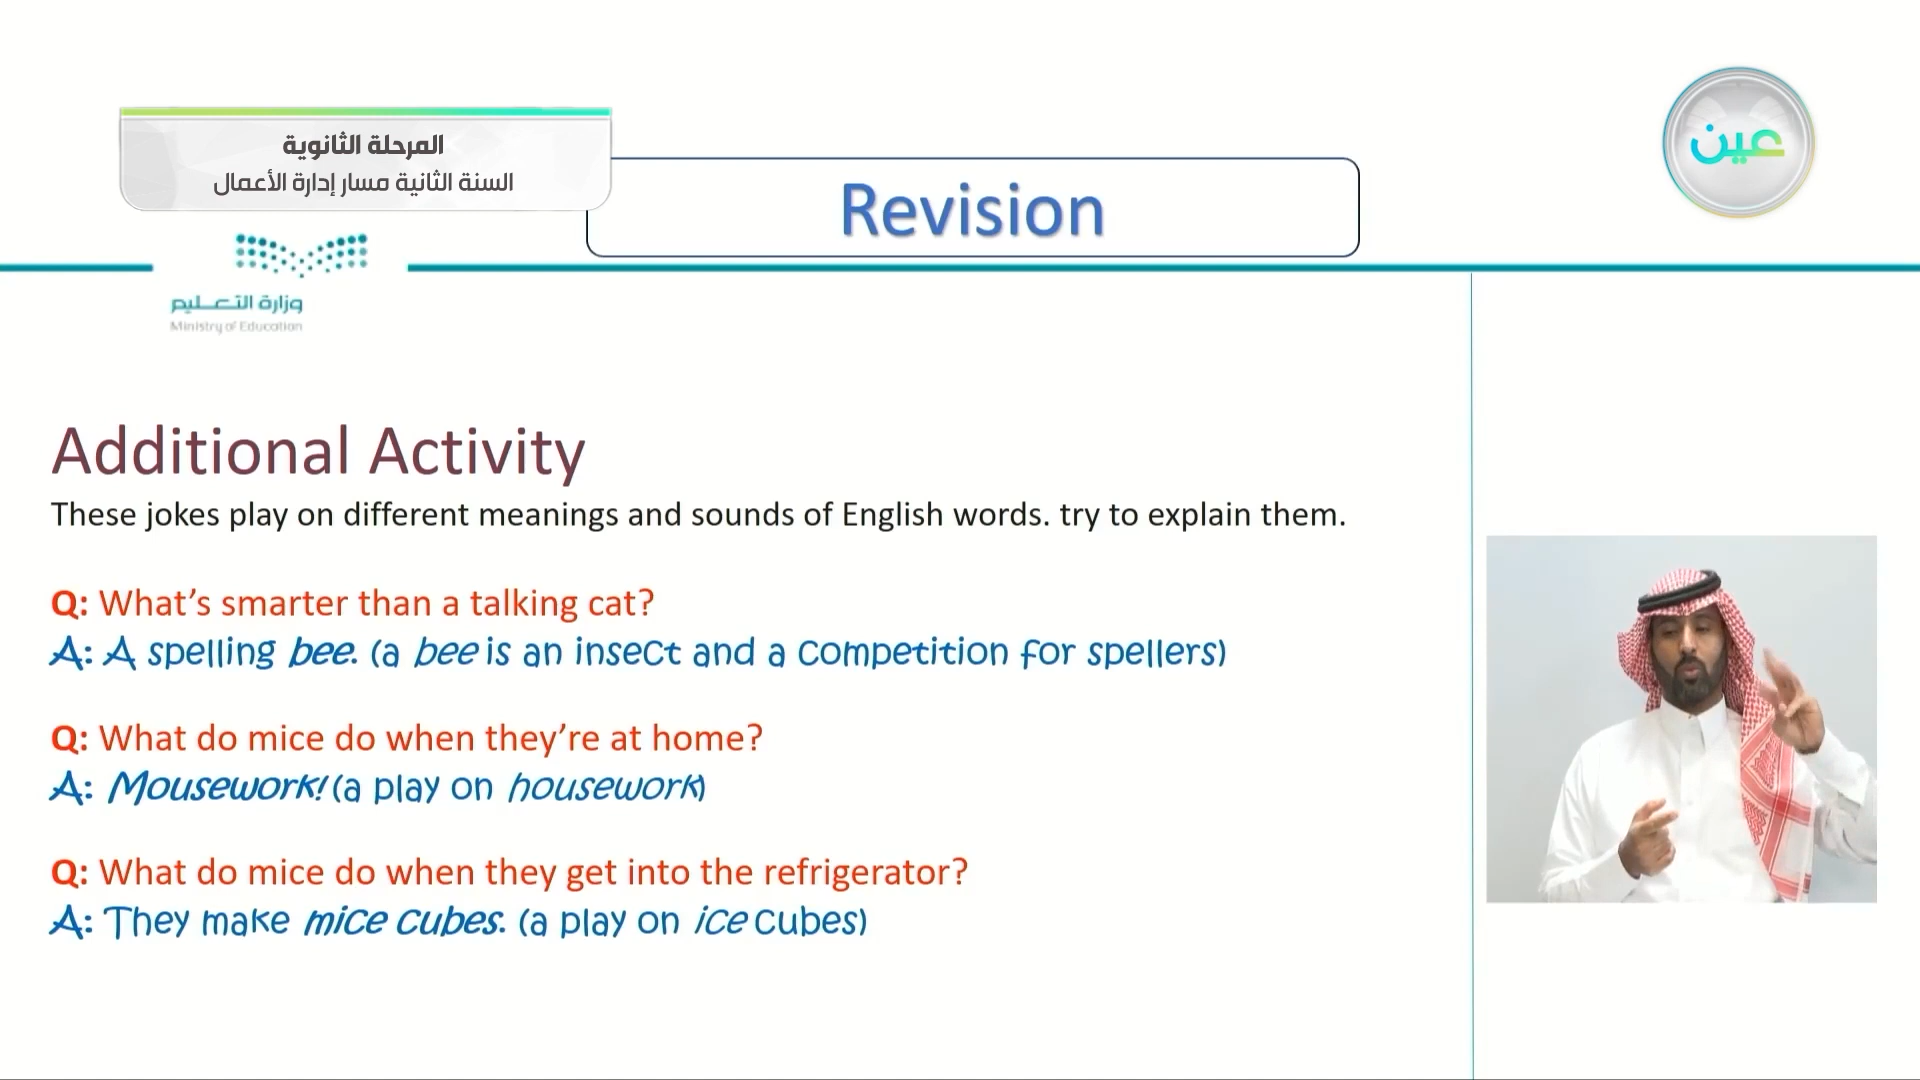 المرحلة الثانوية
السنة الثانية مسار إدارة الأعمال
عين
Revision
وزارة التعليم
Ministry of Education
Additional Activity
These jokes play on different meanings and sounds of English words. try to explain them.
Q: What’s smarter than a talking cat?
A: A spelling bee. (a bee is an insect and a competition for spellers)
Q: What do mice do when they’re at home?
A: Mousework! (a play on housework)
Q: What do mice do when they get into the refrigerator?
A: They make mice cubes. (a play on ice cubes)